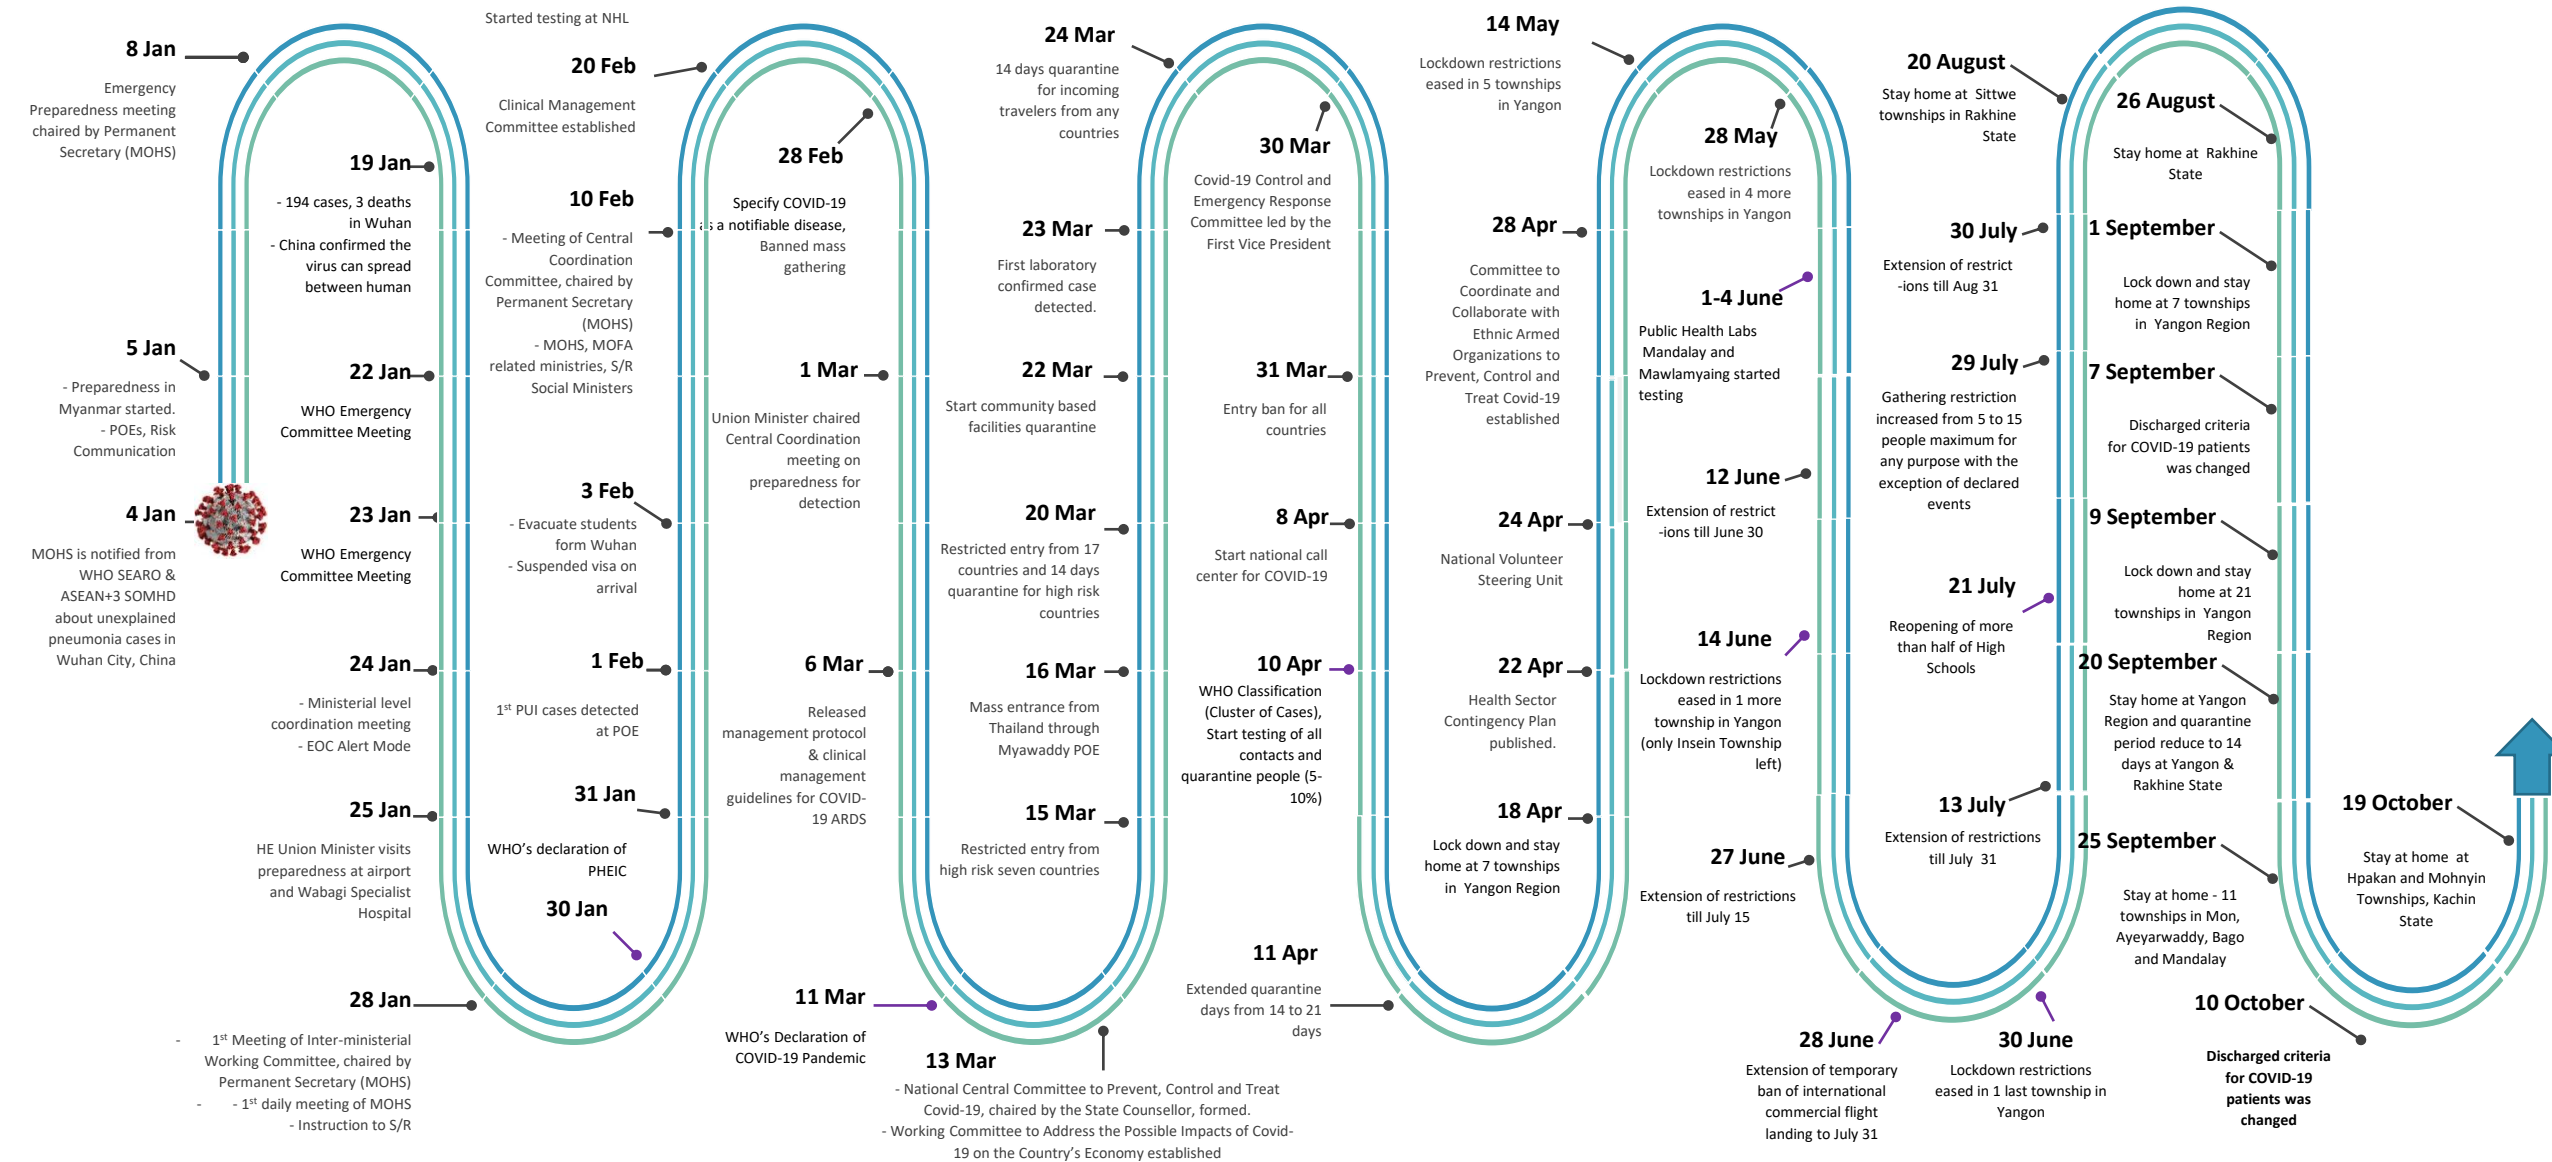 8 Jan
Emergency
Preparedness meeting
chaired by Permanent
Secretary (MOHS)
5 Jan
- Preparedness in
Myanmar started.
- POEs, Risk
Communication
4 Jan
MOHS is notified from
WHO SEARO &
ASEAN+3 SOMHD
about unexplained
pneumonia cases in
Wuhan City, China
19 Jan
- 194 cases, 3 deaths
in Wuhan
- China confirmed the
virus can spread
between human
22 Jan
WHO Emergency
Committee Meeting
23 Jan
WHO Emergency
Committee Meeting
24 Jan
- Ministerial level
coordination meeting
- EOC Alert Mode
25 Jan
HE Union Minister visits
preparedness at airport
and Wabagi Specialist
Hospital
28 Jan
- 1st Meeting of Inter-ministerial
Working Committee, chaired by
Permanent Secretary (MOHS)
- - 1st daily meeting of MOHS
- Instruction to S/R
Started testing at NHL
20 Feb
Clinical Management
Committee established
10 Feb
- Meeting of Central
Coordination
Committee, chaired by
Permanent Secretary
(MOHS)
- MOHS, MOFA
related ministries, S/R
Social Ministers
3 Feb
- Evacuate students
form Wuhan
- Suspended visa on
arrival
1 Feb
1st PUI cases detected
at POE
31 Jan
WHO's declaration of
PHEIC
30 Jan
28 Feb
Specify COVID-19
as a notifiable disease,
Banned mass
gathering
1 Mar
Union Minister chaired
Central Coordination
meeting on
preparedness for
detection
6 Mar
Released
management protocol
& clinical
management
guidelines for COVID-
19 ARDS
11 Mar
WHO's Declaration of
COVID-19 Pandemic
13 Mar
- National Central Committee to Prevent, Control and Treat
Covid-19, chaired by the State Counsellor, formed.
- Working Committee to Address the Possible Impacts of Covid-
19 on the Country's Economy established
24 Mar
14 days quarantine
for incoming
travelers from any
countries
23 Mar
First laboratory
confirmed case
detected.
22 Mar
Start community based
facilities quarantine
20 Mar
Restricted entry from 17
countries and 14 days
quarantine for high risk
countries
16 Mar
Mass entrance from
Thailand through
Myawaddy POE
15 Mar
Restricted entry from
high risk seven countries
30 Mar
Covid-19 Control and
Emergency Response
Committee led by the
First Vice President
31 Mar
Entry ban for all
countries
8 Apr
Start national call
center for COVID-19
10 Apr
WHO Classification
(Cluster of Cases),
Start testing of all
contacts and
quarantine people (5-
10%)
11 Apr
Extended quarantine
days from 14 to 21
days
14 May
Lockdown restrictions
eased in 5 townships
in Yangon
28 Apr
Committee to
Coordinate and
Collaborate with
Ethnic Armed
Organizations to
Prevent, Control and
Treat Covid-19
established
24 Apr
National Volunteer
Steering Unit
22 Apr
Health Sector
Contingency Plan
published.
18 Apr
Lock down and stay
home at 7 townships
in Yangon Region
28 May
Lockdown restrictions
eased in 4 more
townships in Yangon
1-4 June
Public Health Labs
Mandalay and
Mawlamyaing started
testing
12 June
Extension of restrict
-ions till June 30
14 June
Lockdown restrictions
eased in 1 more
township in Yangon
(only Insein Township
left)
27 June
Extension of restrictions
till July 15
28 June
Extension of temporary
ban of international
commercial flight
landing to July 31
30 June
Lockdown restrictions
eased in 1 last township in
Yangon
20 August
Stay home at Sittwe
townships in Rakhine
State
30 July
Extension of restrict
-ions till Aug 31
29 July
Gathering restriction
increased from 5 to 15
people maximum for
any purpose with the
exception of declared
events
21 July
Reopening of more
than half of High
Schools
13 July
Extension of restrictions
till July 31
26 August
Stay home at Rakhine
State
1 September
Lock down and stay
home at 7 townships
in Yangon Region
7 September
Discharged criteria
for COVID-19 patients
was changed
9 September
Lock down and stay
home at 21
townships in Yangon
Region
20 September
Stay home at Yangon
Region and quarantine
period reduce to 14
days at Yangon &
Rakhine State
25 September
Stay at home - 11
townships in Mon,
Ayeyarwaddy, Bago
and Mandalay
10 October
Discharged criteria
for COVID-19
patients was
changed
19 October
Stay at home at
Hpakan and Mohnyin
Townships, Kachin
State